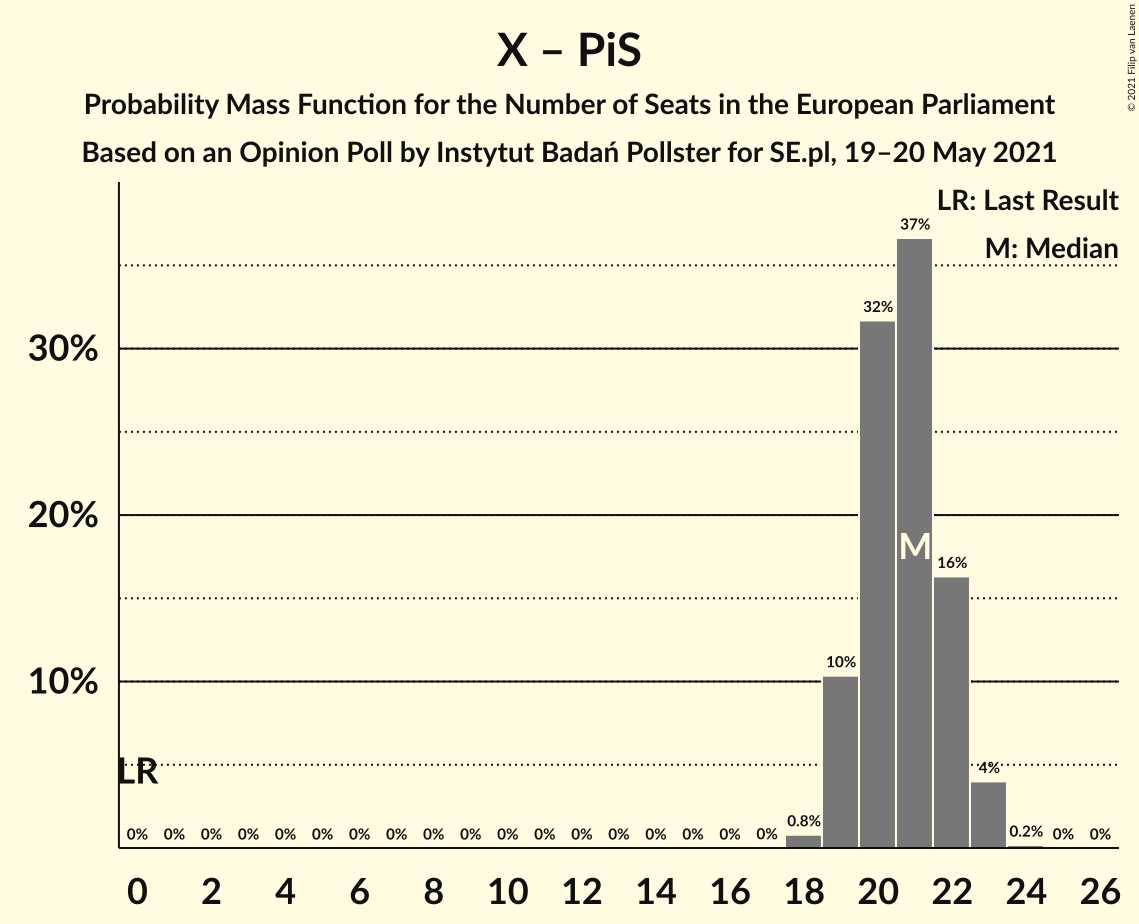 X – PiS
Probability Mass Function for the Number of Seats in the European Parliament
Based on an Opinion Poll by Instytut Badań Pollster for SE.pl, 19–20 May 2021
© 2021 Filip van Laenen
LR: Last Result
M: Median
37%
32%
30%
20%
M
16%
10%
10%
LR
4%
0% 0% 0% 0% 0% 0% 0% 0% 0% 0% 0% 0% 0% 0% 0% 0% 0% 0% 0.8% 0.2% 0% 0%
0 2 4 6 8 10 12 14 16 18 20 22 24 26